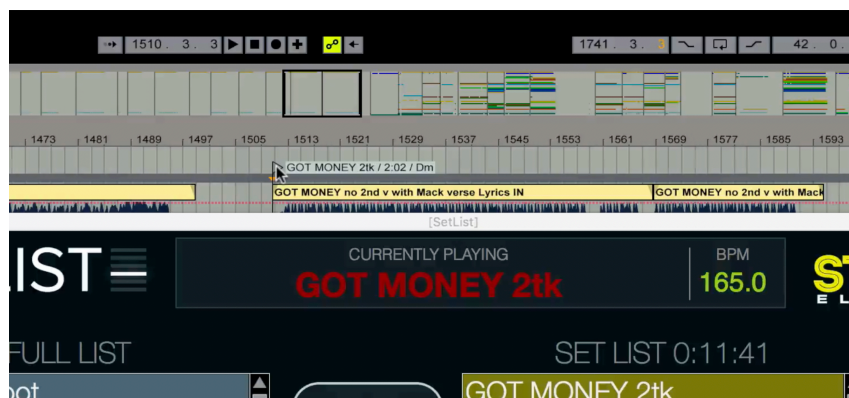 1510 . 3 . 3
1741 . 3 . 3
42 . 0 .
1473 1481 1489 1497 1505 1513 1521 1529 1537 1545 1553 1561 1569 1577 1585 1593
GOT MONEY 2tk / 2:02 / Dm
GOT MONEY no 2nd v with Mack verse Lyrics IN
GOT MONEY no 2nd v with Mack
[SetList]
IST
CURRENTLY PLAYING
GOT MONEY 2tk
BPM
165.0
ST
E L
FULL LIST
SET LIST 0:11:41
oot
GOT MONEY 2tk